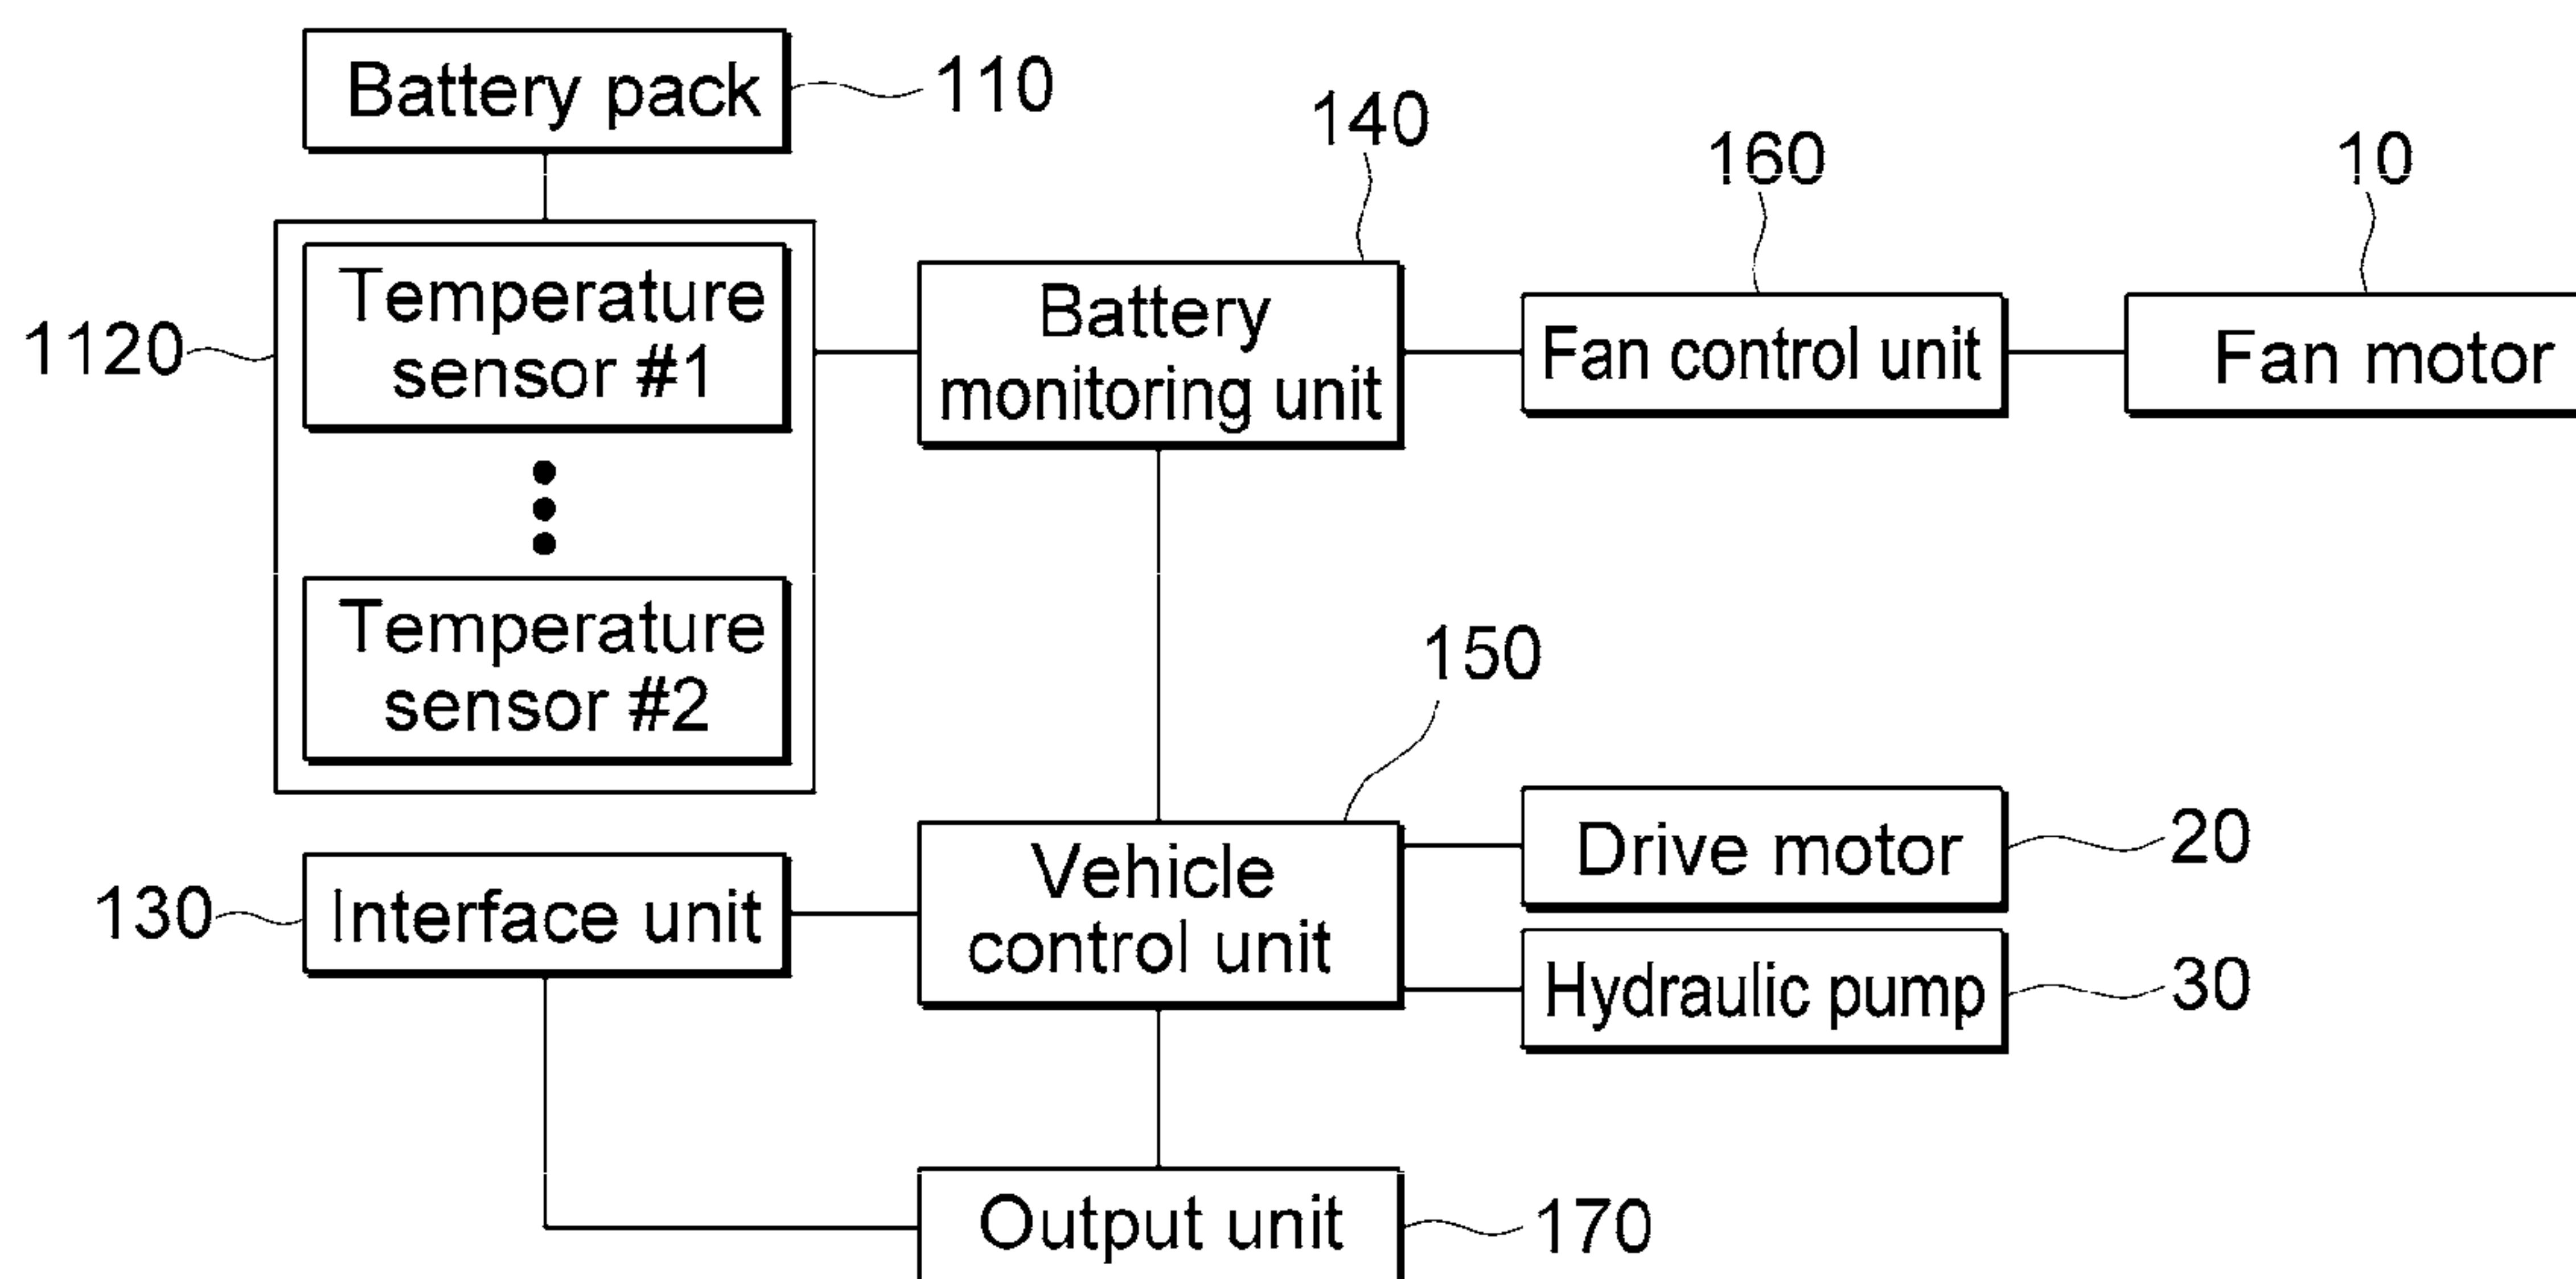 Battery pack
110
140
160
10
Temperature
sensor #1
1120
Battery
monitoring unit
Fan control unit
Fan motor
Temperature
sensor #2
150
Drive motor
20
Vehicle
control unit
Interface unit
130
Hydraulic pump
30
Output unit
170